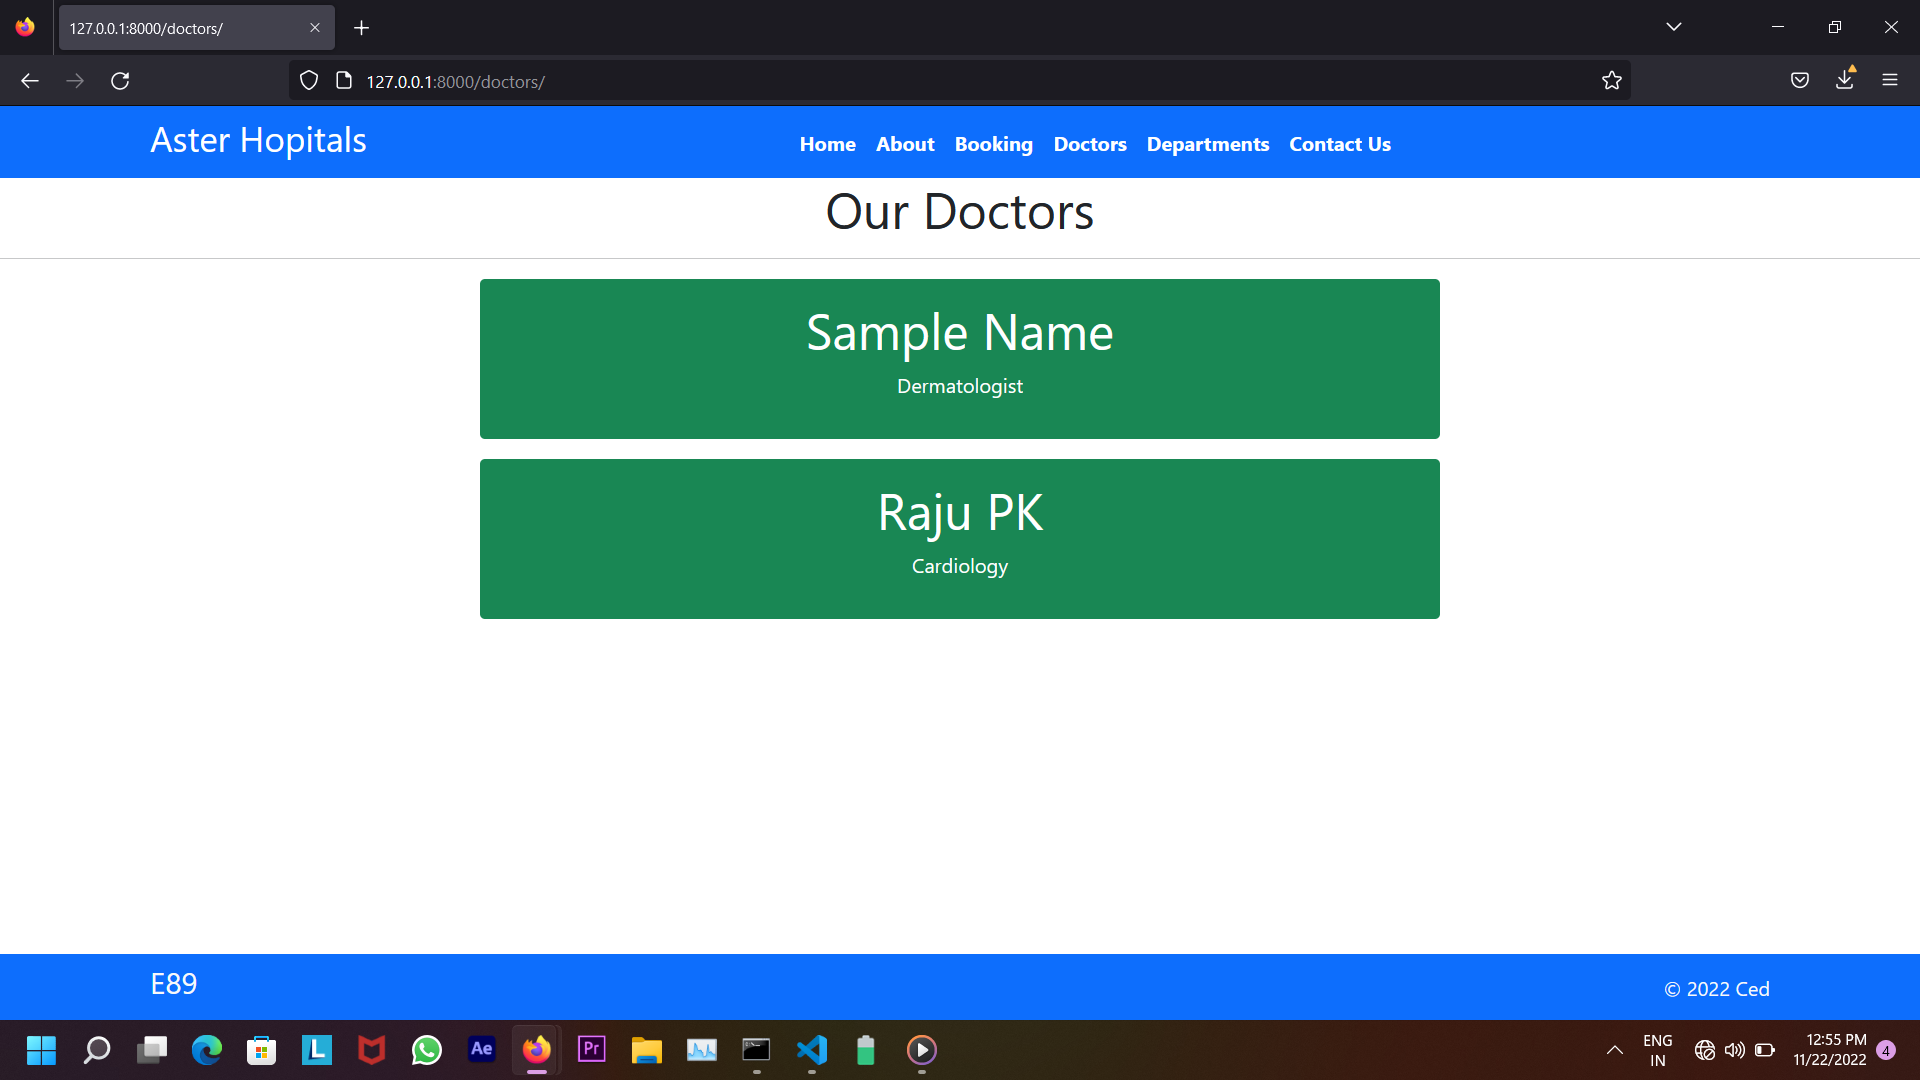 127.0.0.1:8000/doctors/
127.0.0.1:8000/doctors/
Aster Hopitals
Home About Booking Doctors Departments Contact Us
Our Doctors
Sample Name
Dermatologist
Raju PK
Cardiology
E89
© 2022 Ced
L
Ae
Pr
ENG
IN
12:55 PM
11/22/2022
4